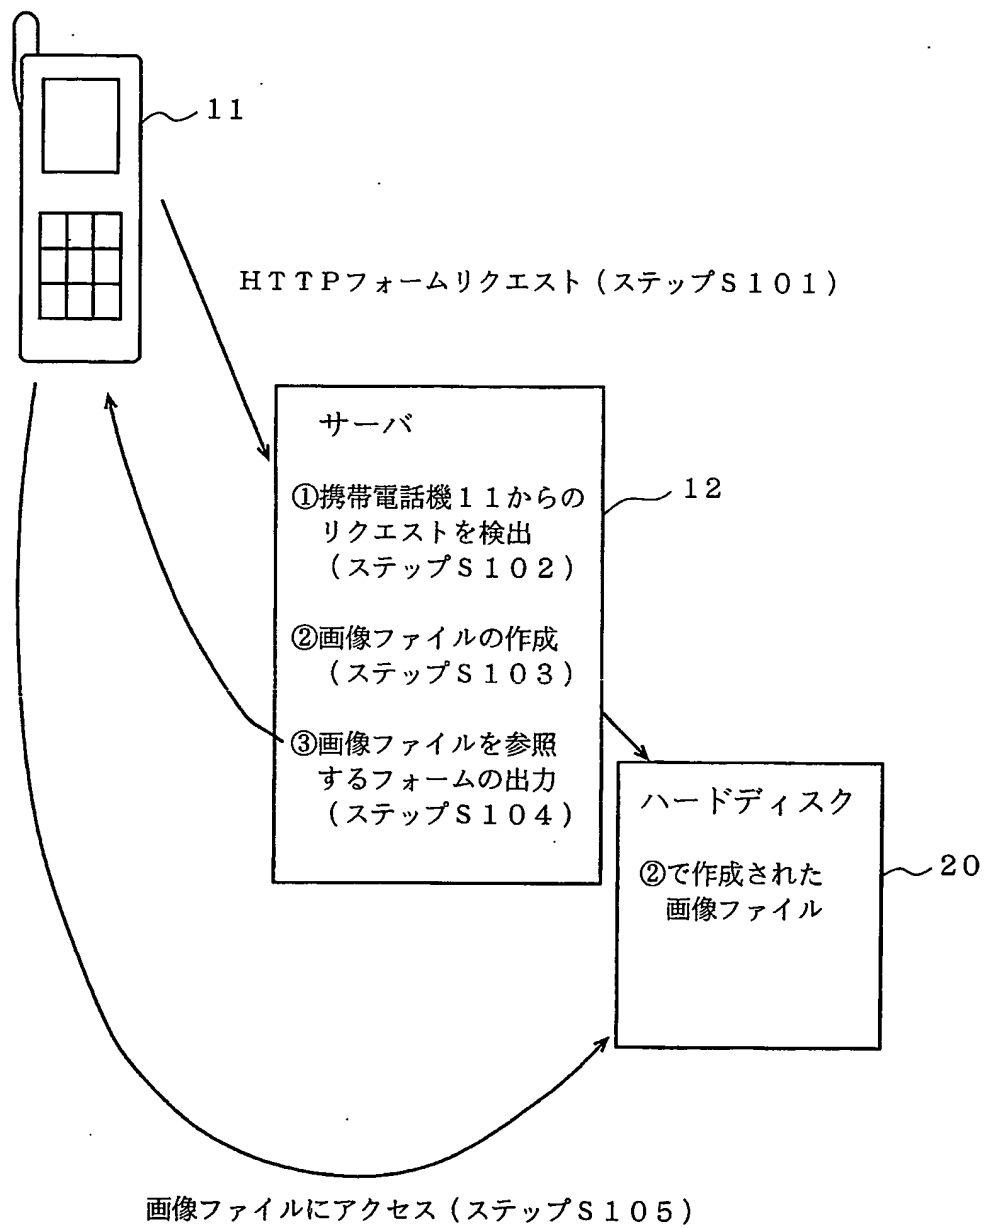 11
HTTPフォームリクエスト(ステップS101)
サーバ
①携帯電話機11からの
リクエストを検出
(ステップS102)
②画像ファイルの作成
(ステップS103)
③画像ファイルを参照
するフォームの出力
(ステップS104)
12
ハードディスク
②で作成された
画像ファイル
20
画像ファイルにアクセス(ステップS105)